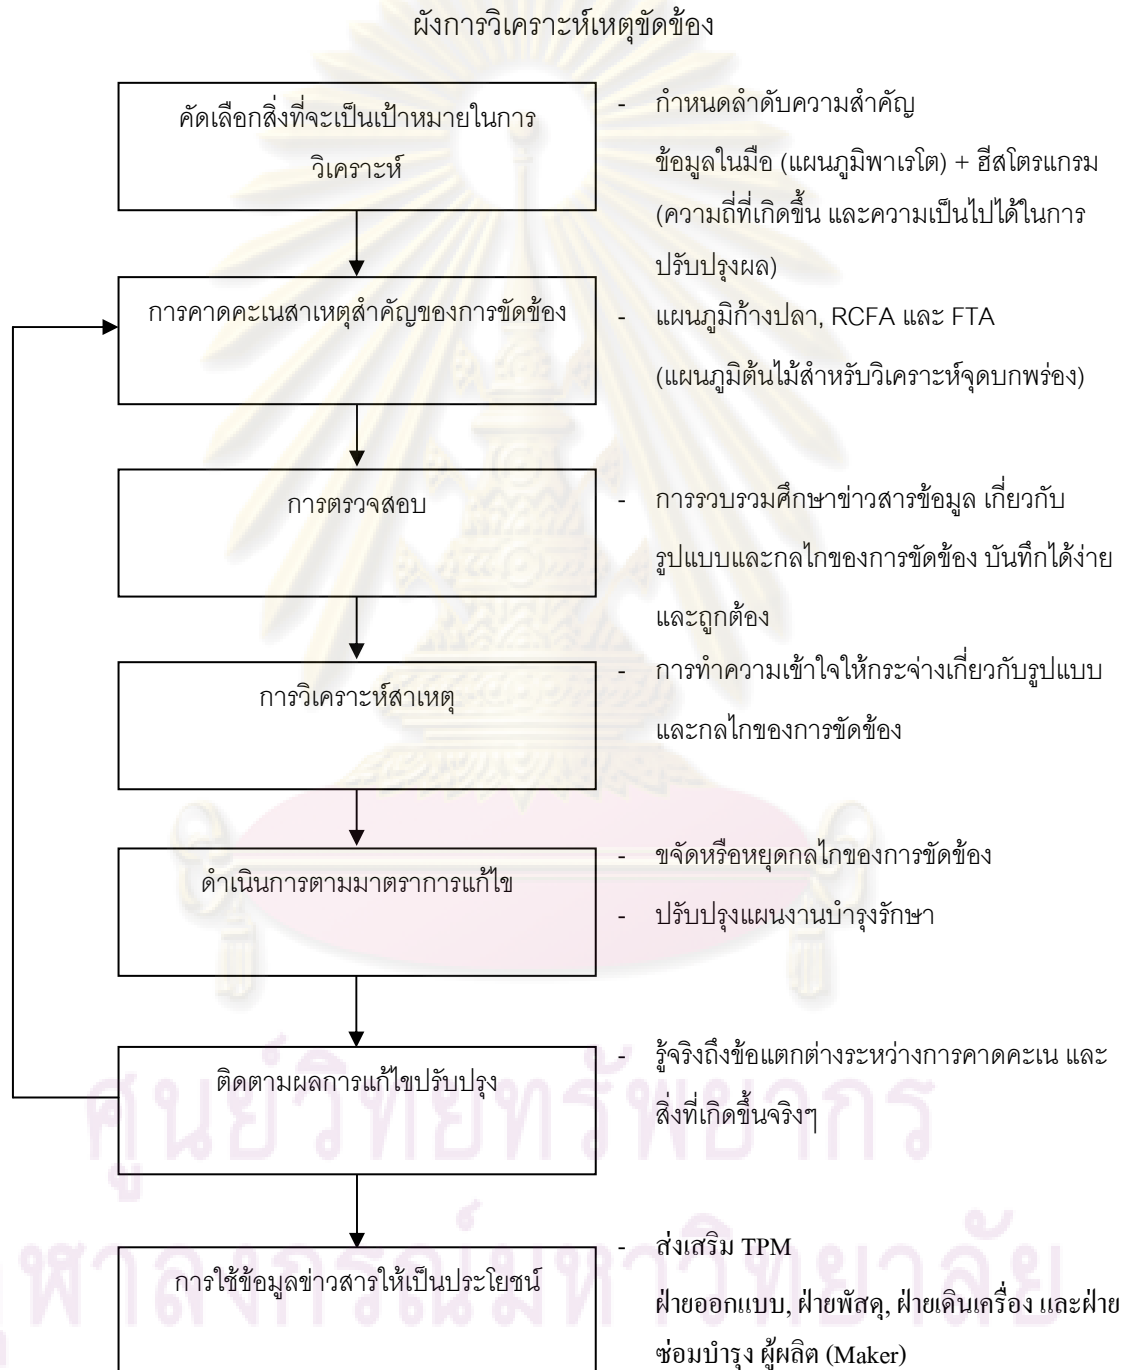 ผังการวิเคราะห์เหตุขัดข้อง
คัดเลือกสิ่งที่จะเป็นเป้าหมายในการ
วิเคราะห์
- กำหนดลำดับความสำคัญ
ข้อมูลในมือ (แผนภูมิพาเรโต) + ฮีสโตรแกรม
(ความถี่ที่เกิดขึ้น และความเป็นไปได้ในการ
ปรับปรุงผล)
การคาดคะเนสาเหตุสำคัญของการขัดข้อง
- แผนภูมิก้างปลา, RCFA และ FTA
(แผนภูมิต้นไม้สำหรับวิเคราะห์จุดบกพร่อง)
การตรวจสอบ
- การรวบรวมศึกษาข่าวสารข้อมูล เกี่ยวกับ
รูปแบบและกลไกของการขัดข้อง บันทึกได้ง่าย
และถูกต้อง
การวิเคราะห์สาเหตุ
- การทำความเข้าใจให้กระจ่างเกี่ยวกับรูปแบบ
และกลไกของการขัดข้อง
ดำเนินการตามมาตราการแก้ไข
- ขจัดหรือหยุดกลไกของการขัดข้อง
- ปรับปรุงแผนงานบำรุงรักษา
ติดตามผลการแก้ไขปรับปรุง
- รู้จริงถึงข้อแตกต่างระหว่างการคาดคะเน และ
สิ่งที่เกิดขึ้นจริงๆ
ศูนย์วิทยทรัพยากร
การใช้ข้อมูลข่าวสารให้เป็นประโยชน์
- ส่งเสริม TPM
ฝ่ายออกแบบ, ฝ่ายพัสดุ, ฝ่ายเดินเครื่อง และฝ่าย
ซ่อมบำรุง ผู้ผลิต (Maker)
ุฬาลงกรณ์มหาวิทยาลัย